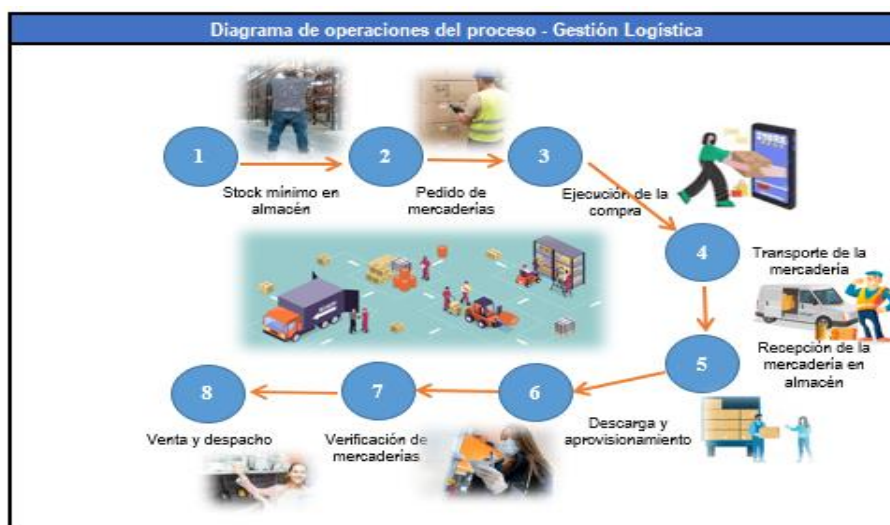 Diagrama de operaciones del proceso - Gestión Logística
1
2
3
Stock mínimo en
almacén
Pedido de
mercaderías
Ejecución de la
compra
4
Transporte de la
mercadería
5
Recepción de la
mercadería en
almacén
6
Descarga y
aprovisionamiento
7
Verificación de
mercaderías
8
Venta y despacho